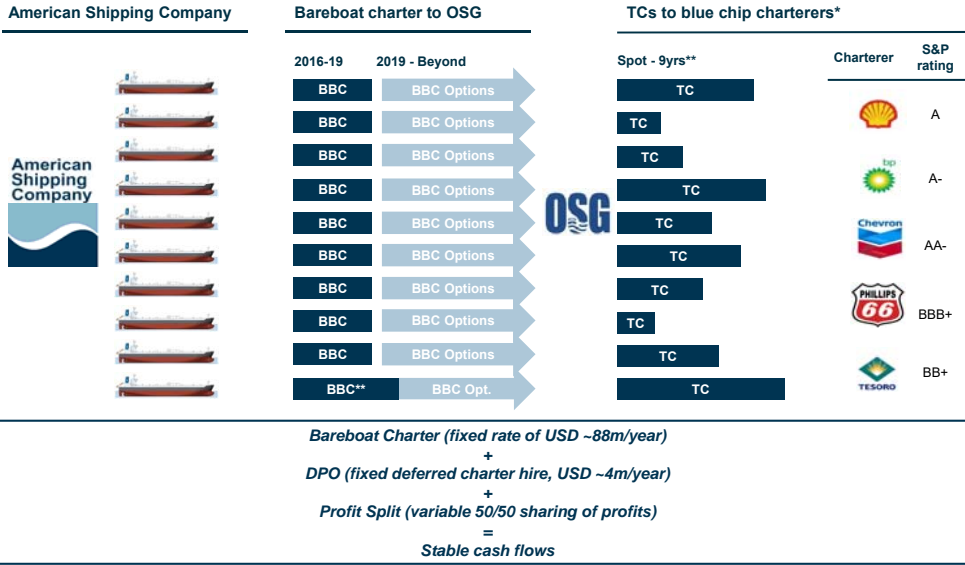 American Shipping Company
Bareboat charter to OSG
TCs to blue chip charterers*
2016-19
2019 - Beyond
Spot - 9yrs**
Charterer
S&P
rating
American
Shipping
Company
BBC
BBC Options
TC
BBC
BBC Options
TC
BBC
BBC Options
TC
BBC
BBC Options
TC
BBC
BBC Options
TC
BBC
BBC Options
TC
BBC
BBC Options
TC
BBC
BBC Options
TC
BBC
BBC Options
TC
BBC**
BBC Opt.
TC
OSG
A
bp
A-
Chevron
AA-
PHILLIPS
66
BBB+
TESORO
BB+
Bareboat Charter (fixed rate of USD ~88m/year)
+
DPO (fixed deferred charter hire, USD ~4m/year)
+
Profit Split (variable 50/50 sharing of profits)
=
Stable cash flows